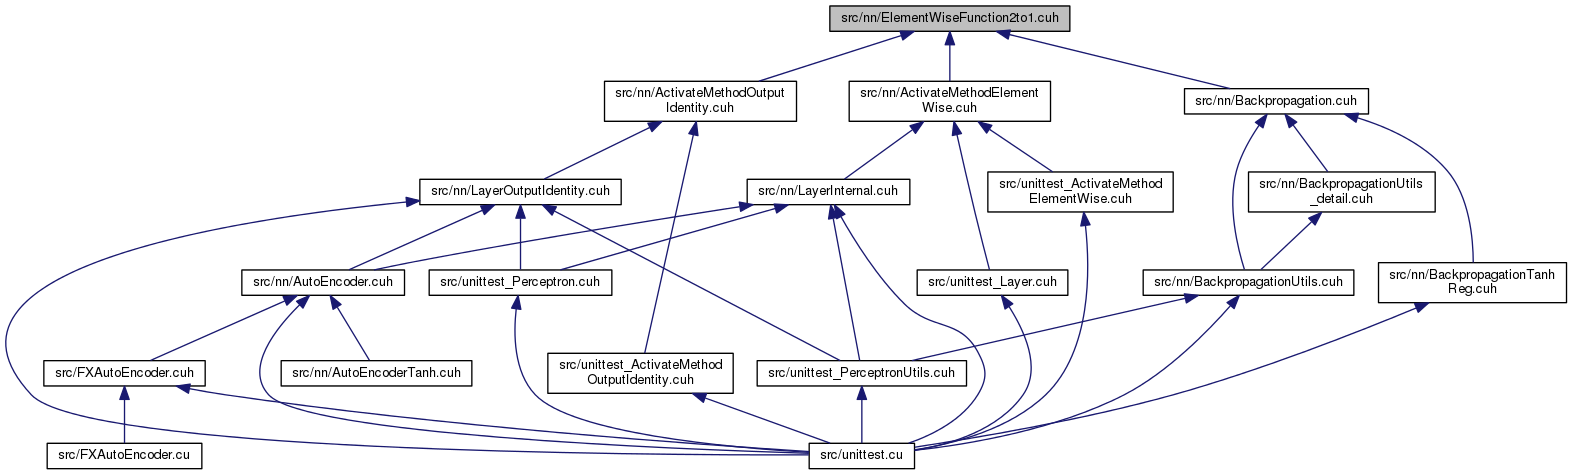 src/nn/ElementWiseFunction2to1.cuh
src/nn/ActivateMethodOutput
Identity.cuh
src/nn/ActivateMethodElement
Wise.cuh
src/nn/Backpropagation.cuh
src/nn/LayerOutputIdentity.cuh
src/nn/LayerInternal.cuh
src/unittest_ActivateMethod
ElementWise.cuh
src/nn/BackpropagationUtils
_detail.cuh
src/nn/AutoEncoder.cuh
src/unittest_Perceptron.cuh
src/unittest_Layer.cuh
src/nn/BackpropagationUtils.cuh
src/nn/BackpropagationTanh
Reg.cuh
src/FXAutoEncoder.cuh
src/nn/AutoEncoderTanh.cuh
src/unittest_ActivateMethod
OutputIdentity.cuh
src/unittest_PerceptronUtils.cuh
src/FXAutoEncoder.cu
src/unittest.cu